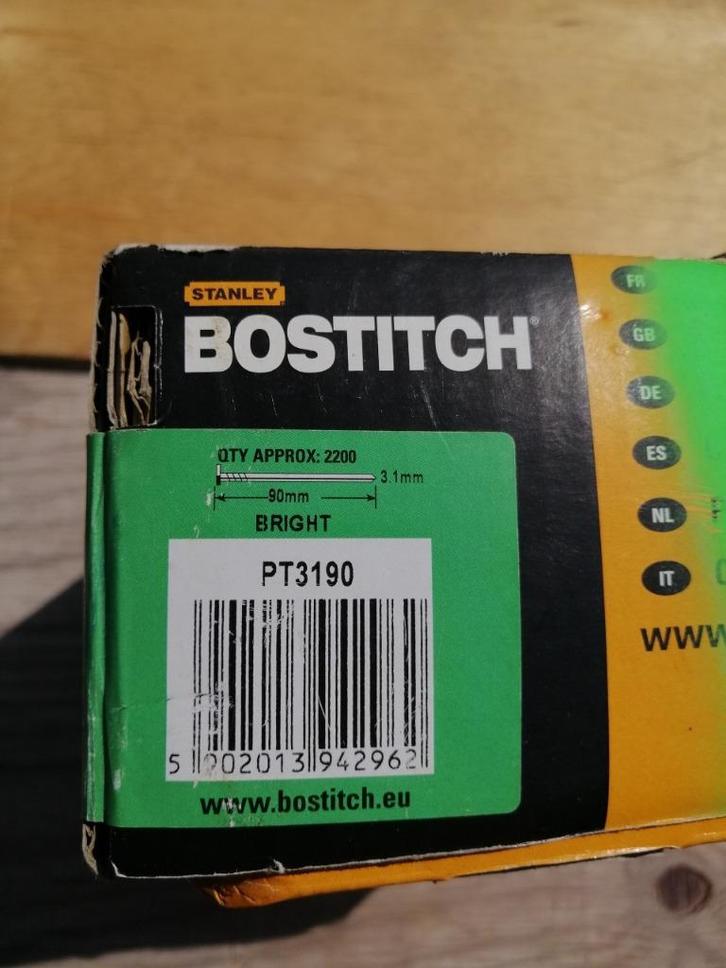 STANLEY
BOSTITCH®
QTY APPROX: 2200
3.1mm
90mm
BRIGHT
PT3190
5 902013 942962
www.bostitch.eu
FR
GB
DE
ES
NL
IT
www